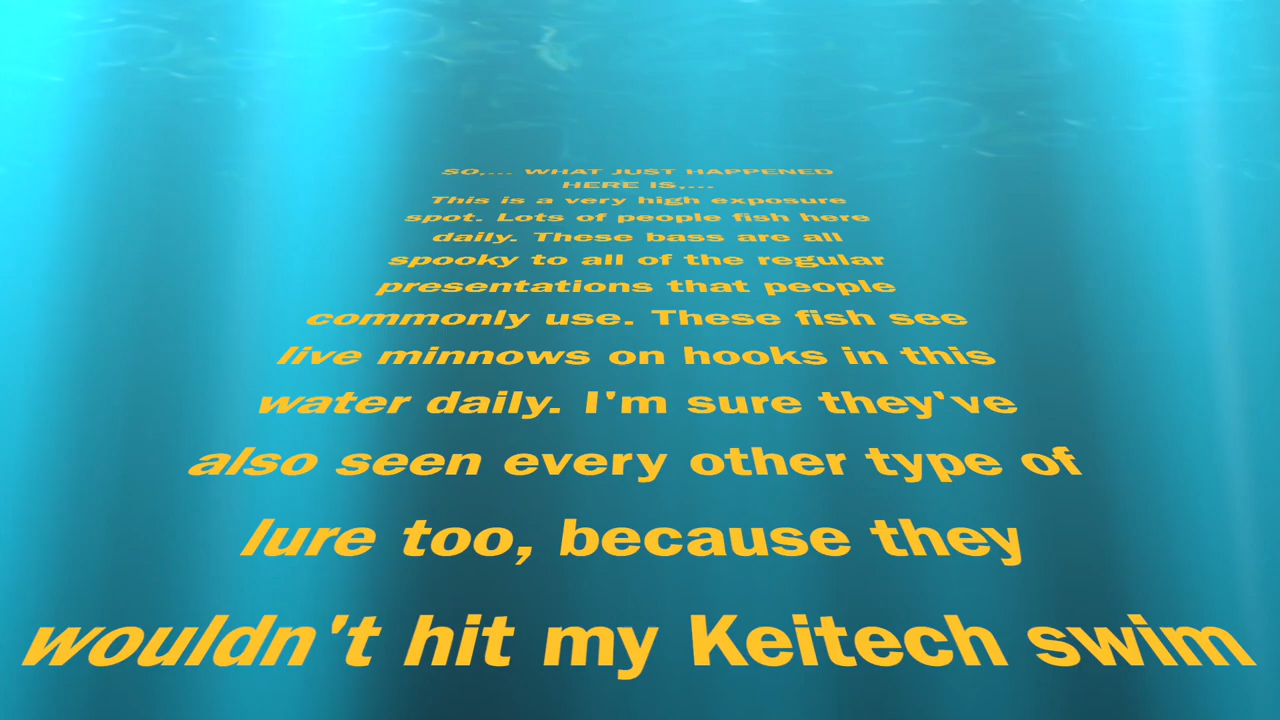 SO,... WHAT JUST HAPPENED
HERE IS,...
This is a very high exposure
spot. Lots of people fish here
daily. These bass are all
spooky to all of the regular
presentations that people
commonly use. These fish see
live minnows on hooks in this
water daily. I'm sure they've
also seen every other type of
lure too, because they
wouldn't hit my Keitech swim